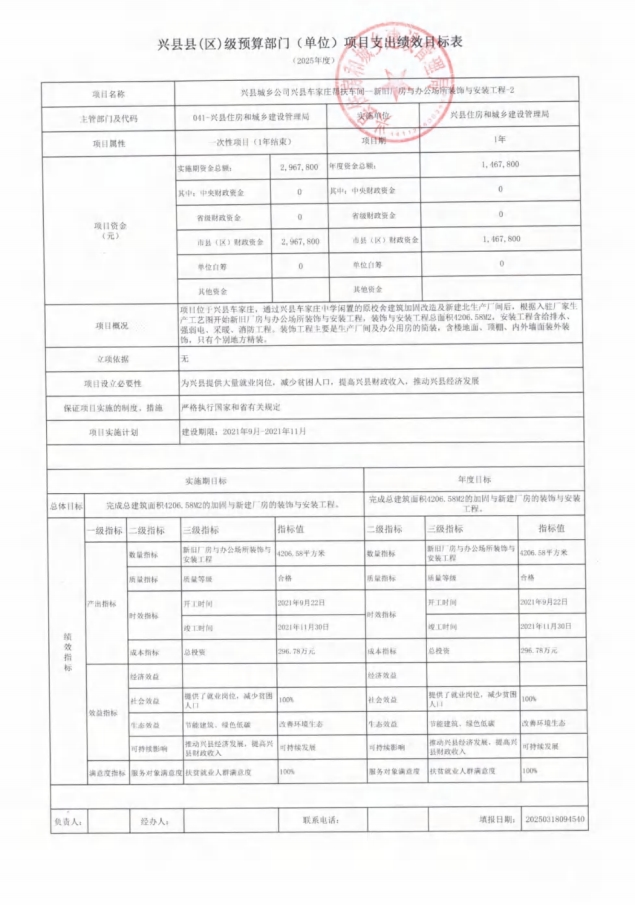 兴县县(区)级预算部门（单位）项目支出绩效目标表
（2025年度）
项目名称 兴县城乡公司兴县车家庄帮扶车间--新旧厂房与办公场所装饰与安装工程-2
主管部门及代码 041-兴县住房和城乡建设管理局 实施单位 兴县住房和城乡建设管理局
项目属性 一次性项目（1年结束） 项目期 1年
项目资金
（元）
实施期资金总额： 2,967,800 年度资金总额： 1,467,800
其中：中央财政资金 0 其中：中央财政资金 0
省级财政资金 0 省级财政资金 0
市县（区）财政资金 2,967,800 市县（区）财政资金 1,467,800
单位自筹 0 单位自筹 0
其他资金 其他资金
项目概况
项目位于兴县车家庄，通过兴县车家庄中学闲置的原校舍建筑加固改造及新建北生产厂间后，根据入驻厂家生
产工艺图开始新旧厂房与办公场所装饰与安装工程。装饰与安装工程总面积4206.58M2，安装工程含给排水、
强弱电、采暖、消防工程。装饰工程主要是生产厂间及办公用房的简装，含楼地面、顶棚、内外墙面装外装
饰，只有个别地方精装。
立项依据 无
项目设立必要性 为兴县提供大量就业岗位，减少贫困人口，提高兴县财政收入，推动兴县经济发展
保证项目实施的制度、措施 严格执行国家和省有关规定
项目实施计划 建设期限：2021年9月-2021年11月
实施期目标 年度目标
总体目标 完成总建筑面积4206.58M2的加固与新建厂房的装饰与安装工程。 完成总建筑面积4206.58M2的加固与新建厂房的装饰与安装
工程。
绩效指标
一级指标 二级指标 三级指标 指标值 二级指标 三级指标 指标值
产出指标
数量指标 新旧厂房与办公场所装饰与安装工程 4206.58平方米 数量指标 新旧厂房与办公场所装饰与安装工程 4206.58平方米
质量指标 质量等级 合格 质量指标 质量等级 合格
时效指标 开工时间 2021年9月22日 时效指标 开工时间 2021年9月22日
竣工时间 2021年11月30日 竣工时间 2021年11月30日
成本指标 总投资 296.78万元 成本指标 总投资 296.78万元
效益指标
经济效益 经济效益
社会效益 提供了就业岗位，减少贫困人口 100% 社会效益 提供了就业岗位，减少贫困人口 100%
生态效益 节能建筑、绿色低碳 改善环境生态 生态效益 节能建筑、绿色低碳 改善环境生态
可持续影响 推动兴县经济发展、提高兴县财政收入 可持续发展 可持续影响 推动兴县经济发展、提高兴县财政收入 可持续发展
满意度指标 服务对象满意度 扶贫就业人群满意度 100% 服务对象满意度 扶贫就业人群满意度 100%
负责人： 经办人： 联系电话： 填报日期： 20250318094540